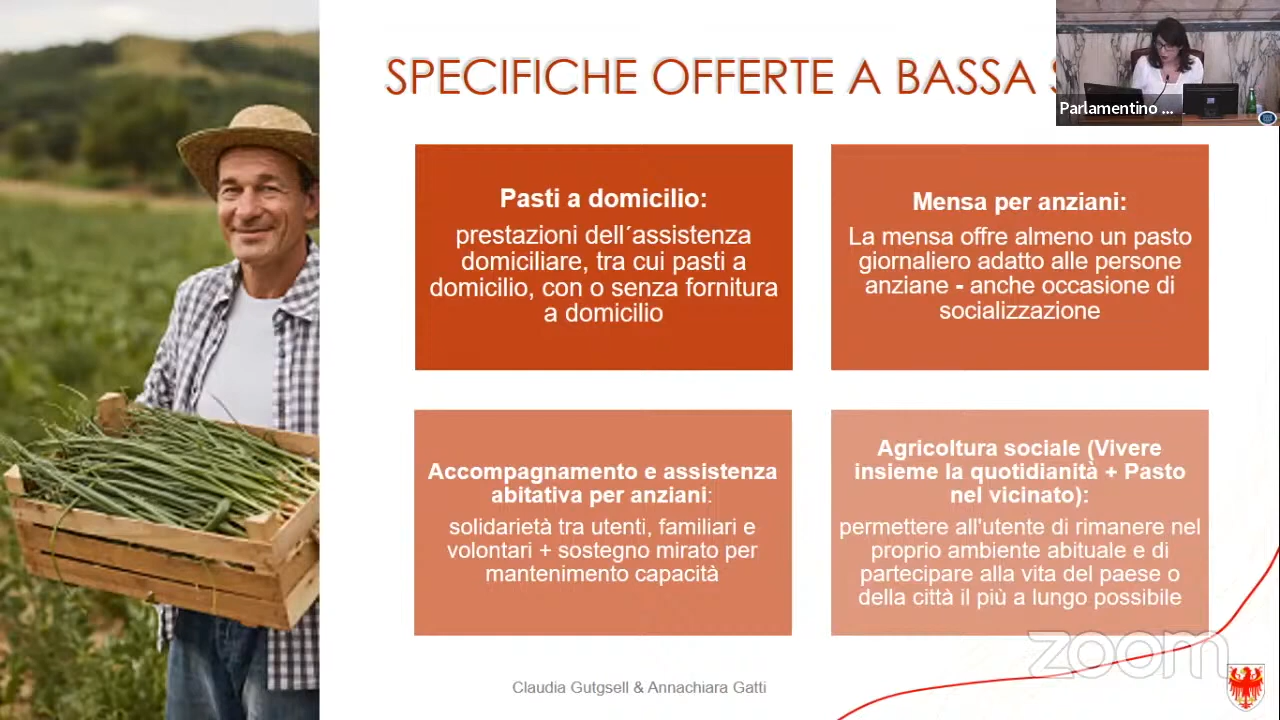 SPECIFICHE OFFERTE A BASSA
Parlamentino ...
Pasti a domicilio:
prestazioni dell´assistenza
domiciliare, tra cui pasti a
domicilio, con o senza fornitura
a domicilio
Mensa per anziani:
La mensa offre almeno un pasto
giornaliero adatto alle persone
anziane - anche occasione di
socializzazione
Accompagnamento e assistenza
abitativa per anziani:
solidarietà tra utenti, familiari e
volontari + sostegno mirato per
mantenimento capacità
Agricoltura sociale (Vivere
insieme la quotidianità + Pasto
nel vicinato):
permettere all'utente di rimanere nel
proprio ambiente abituale e di
partecipare alla vita del paese o
della città il più a lungo possibile
zoom
Claudia Gutgsell & Annachiara Gatti